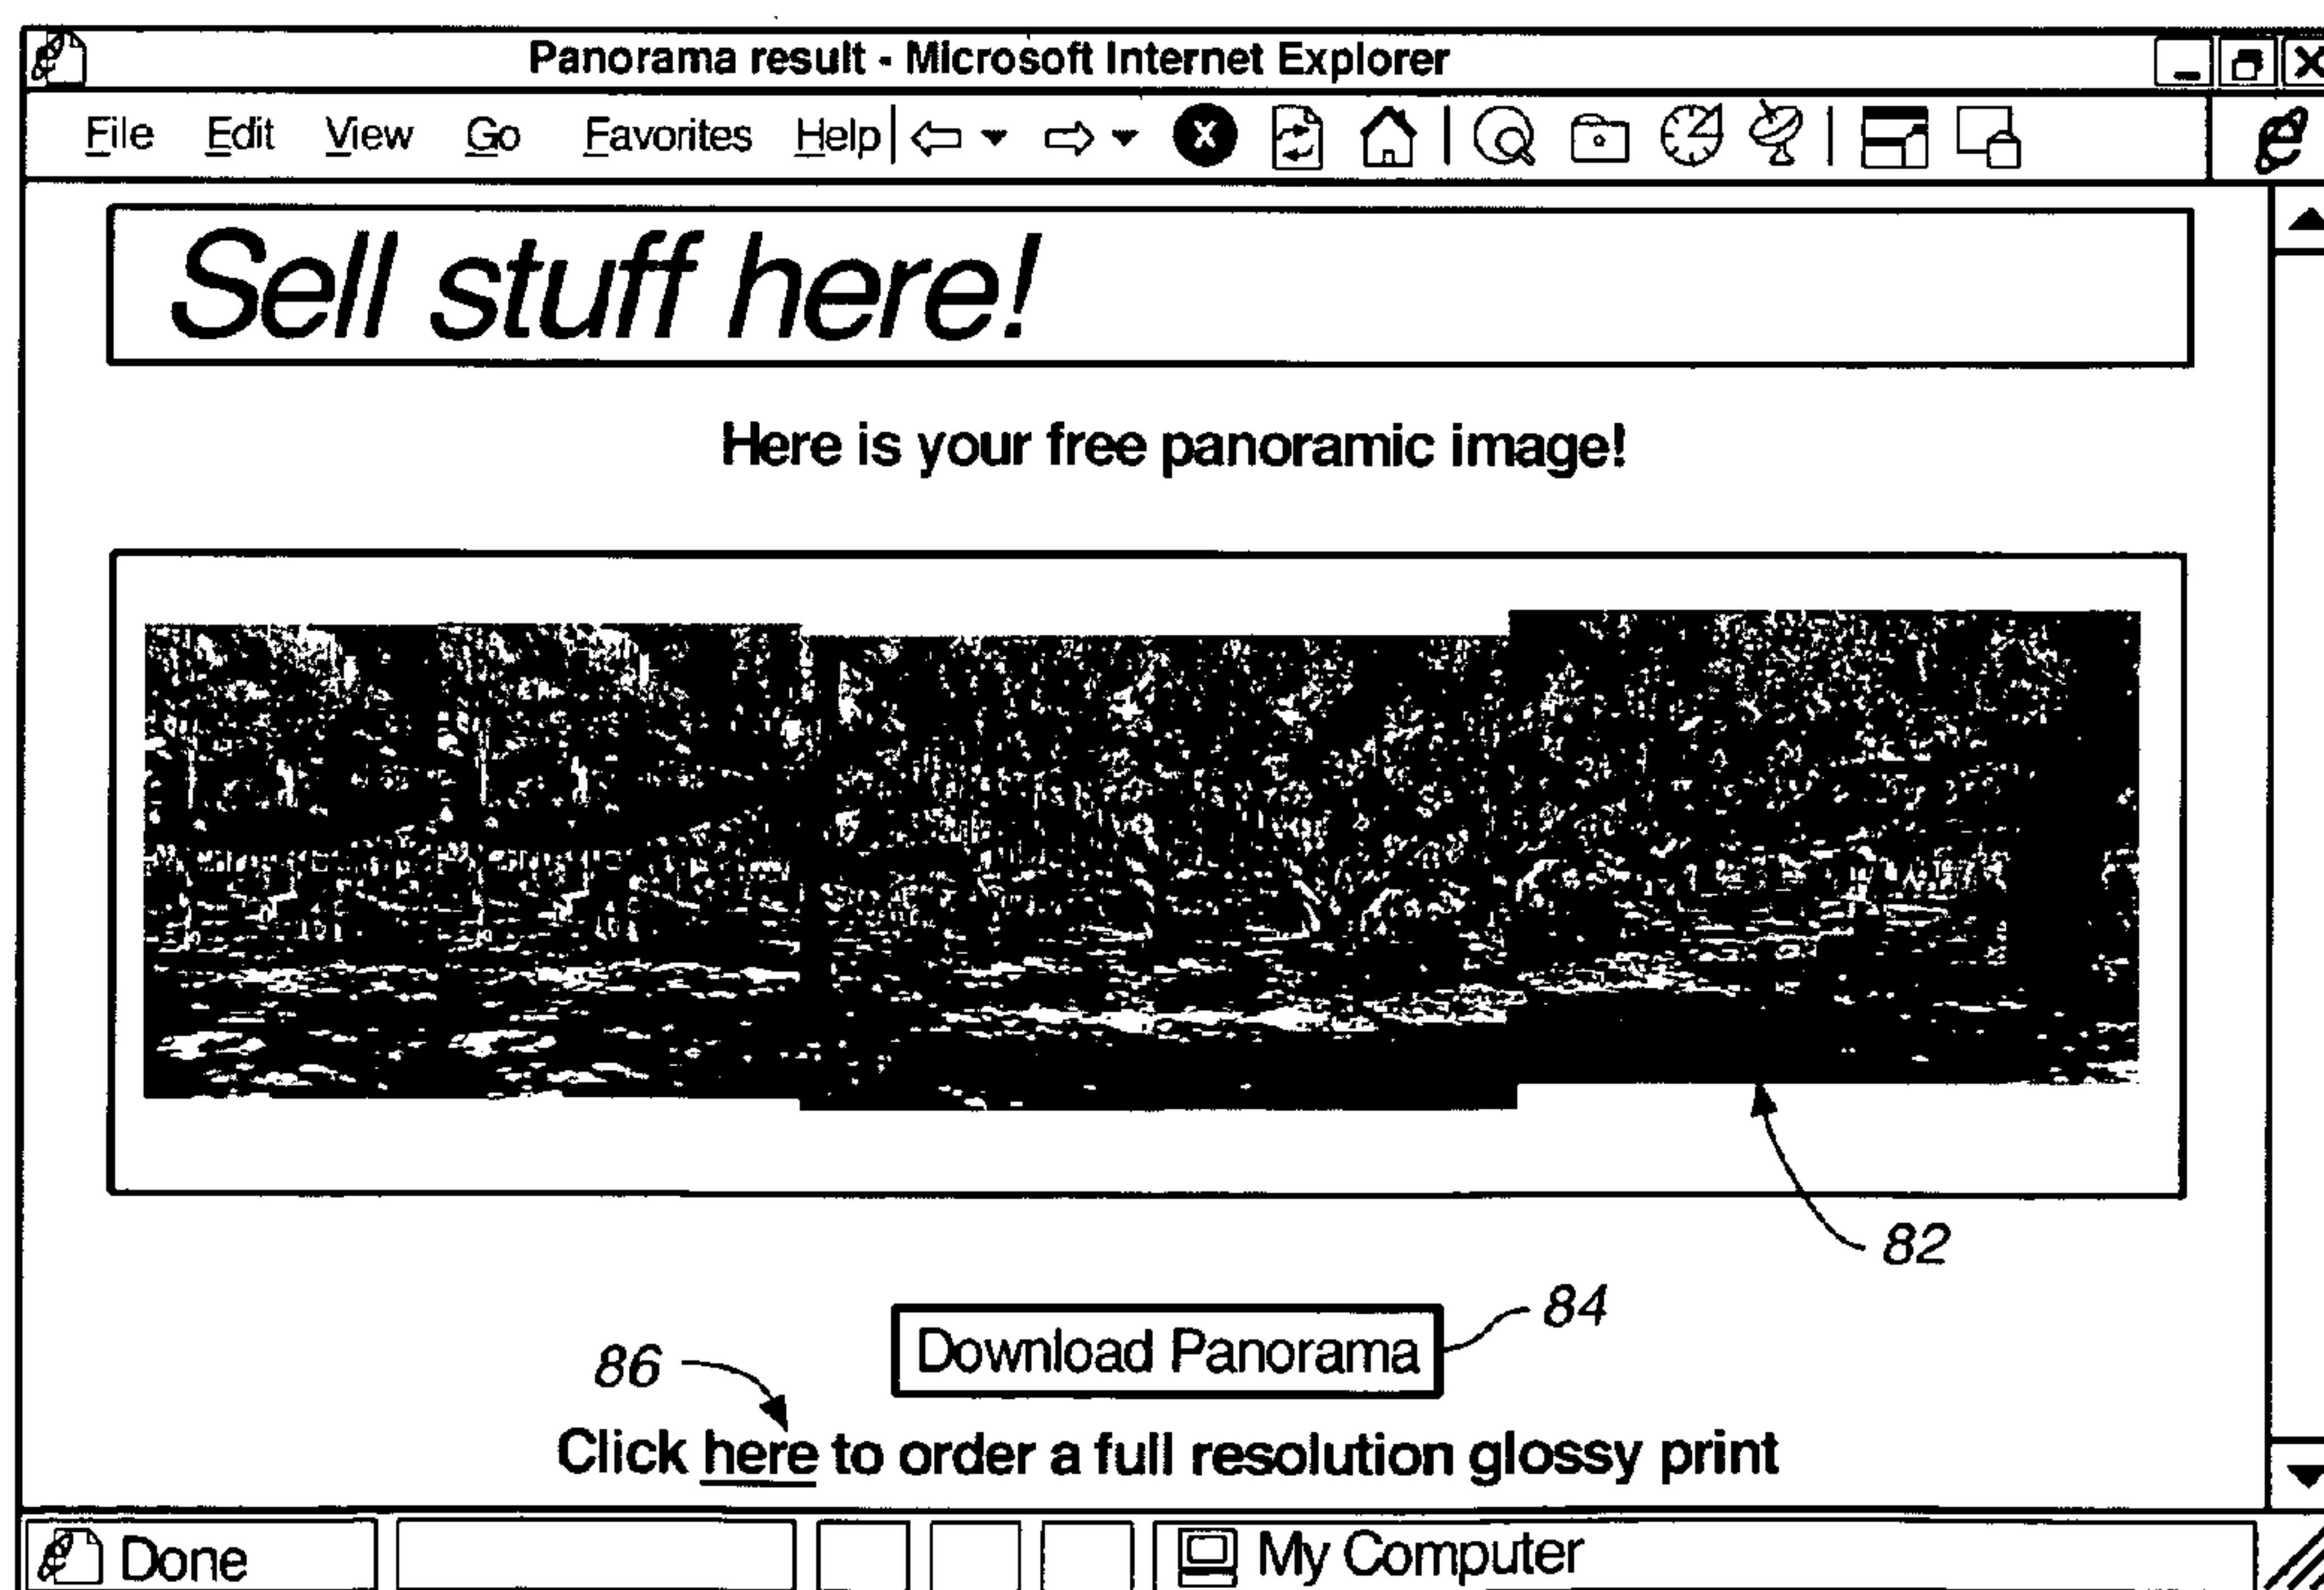 Panorama result - Microsoft Internet Explorer
File Edit View Go Favorites Help
Sell stuff here!
Here is your free panoramic image!
82
84
Download Panorama
86
Click here to order a full resolution glossy print
Done My Computer